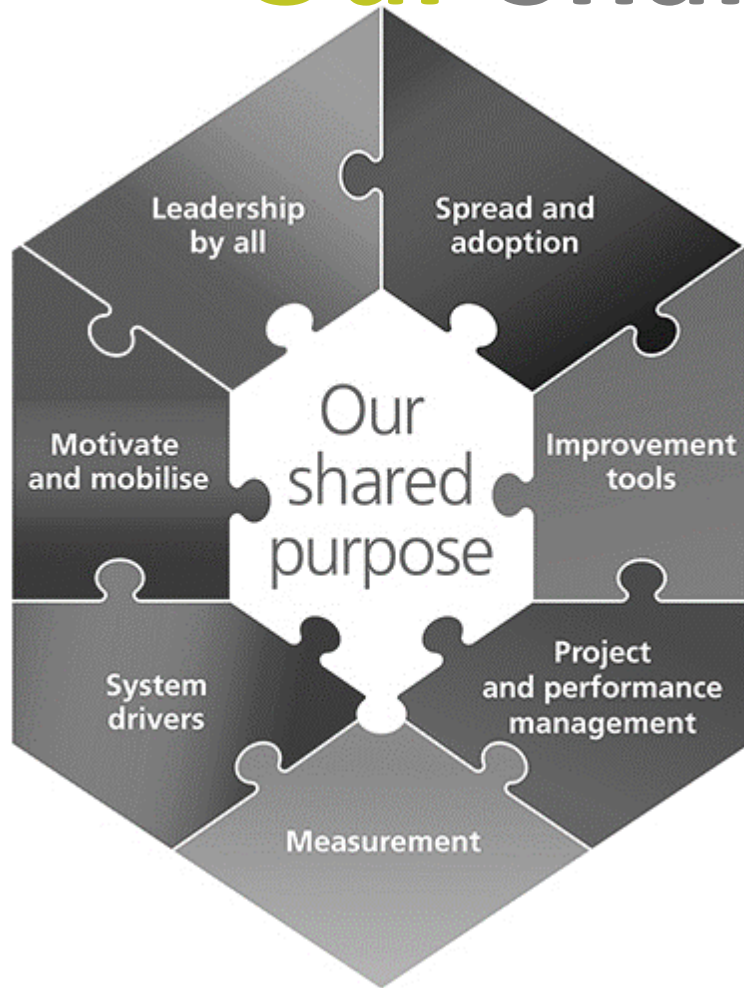 Leadership
by all
Spread and
adoption
Our
shared
purpose
Motivate
and mobilise
Improvement
tools
System
drivers
Project
and performance
management
Measurement